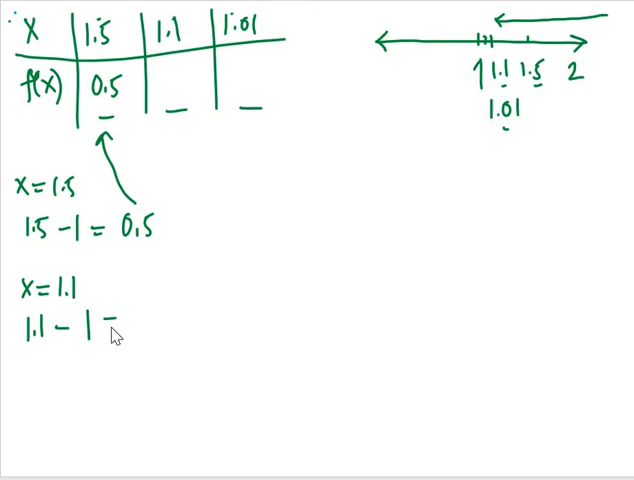 X 1.5 1.1 1.01
f(X) 0.5 _ _
1 1.1 1.5 2
1.01
x=1.5
1.5 - 1 = 0.5
x=1.1
1.1 - 1 -